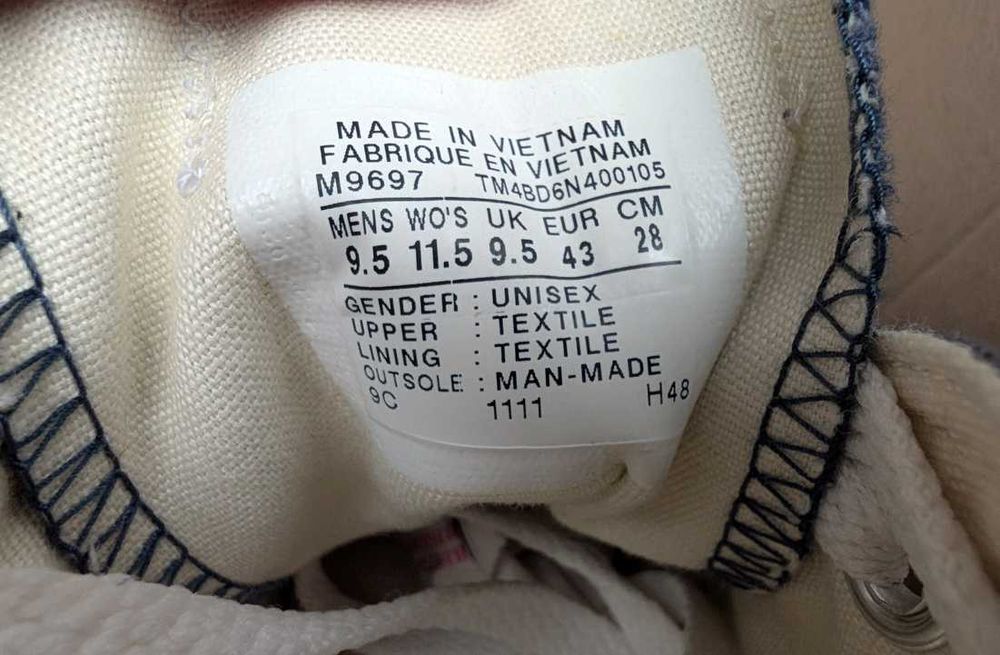 MADE IN VIETNAM
FABRIQUE EN VIETNAM
M9697 TM4BD6N400105
MENS WO'S UK EUR CM
9.5 11.5 9.5 43 28
GENDER : UNISEX
UPPER : TEXTILE
LINING : TEXTILE
OUTSOLE : MAN-MADE
9C 1111 H48